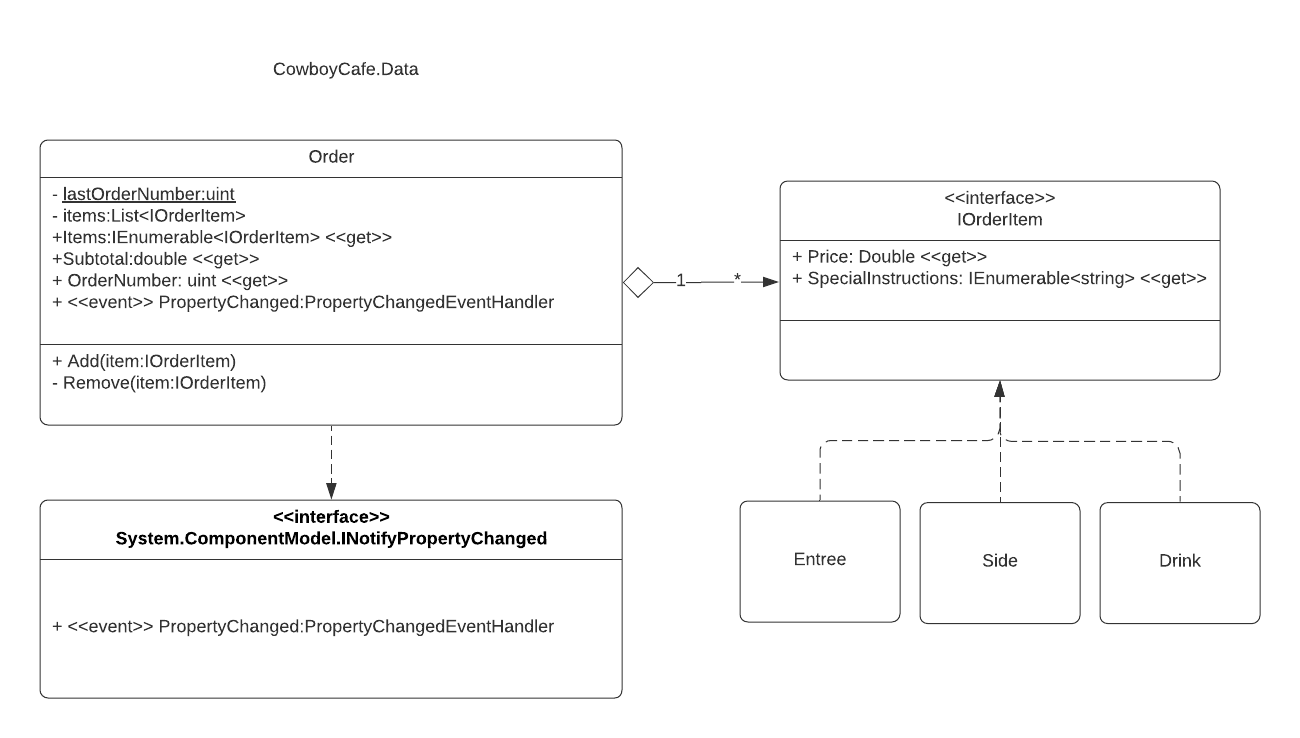 CowboyCafe.Data
Order
- lastOrderNumber:uint
- items:List<IOrderItem>
+Items:IEnumerable<IOrderItem> <<get>>
+Subtotal:double <<get>>
+ OrderNumber: uint <<get>>
+ <<event>> PropertyChanged:PropertyChangedEventHandler
+ Add(item:IOrderItem)
- Remove(item:IOrderItem)
1
*
<<interface>>
IOrderItem
+ Price: Double <<get>>
+ SpecialInstructions: IEnumerable<string> <<get>>
<<interface>>
System.ComponentModel.INotifyPropertyChanged
+ <<event>> PropertyChanged:PropertyChangedEventHandler
Entree
Side
Drink